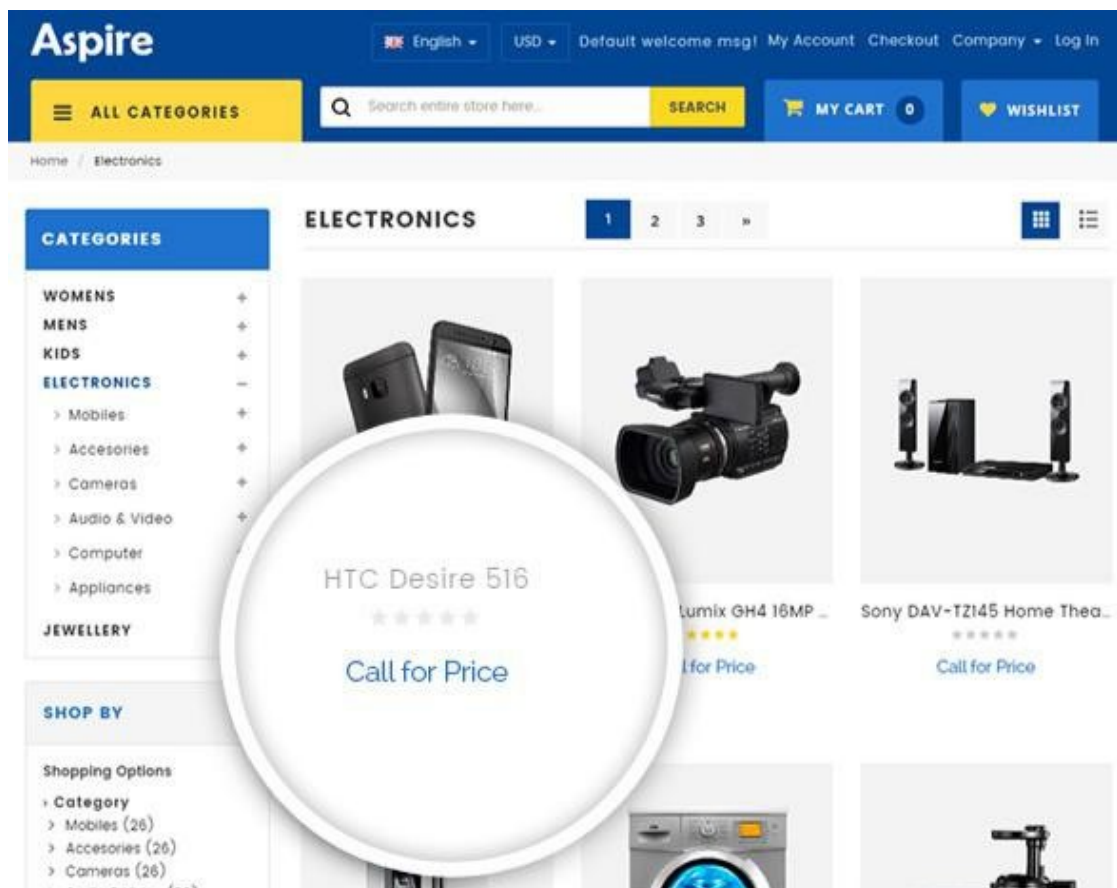 Aspire
English
USD
Default welcome msg!
My Account
Checkout
Company
Log In
ALL CATEGORIES
Search entire store here...
SEARCH
MY CART 0
WISHLIST
Home / Electronics
CATEGORIES
WOMENS +
MENS +
KIDS +
ELECTRONICS -
> Mobiles +
> Accesories +
> Cameras +
> Audio & Video +
> Computer
> Appliances
JEWELLERY
SHOP BY
Shopping Options
› Category
> Mobiles (26)
> Accesories (26)
> Cameras (26)
ELECTRONICS
1 2 3 »
HTC Desire 516
Call for Price
Lumix GH4 16MP ...
for Price
Sony DAV-TZ145 Home Thea...
Call for Price